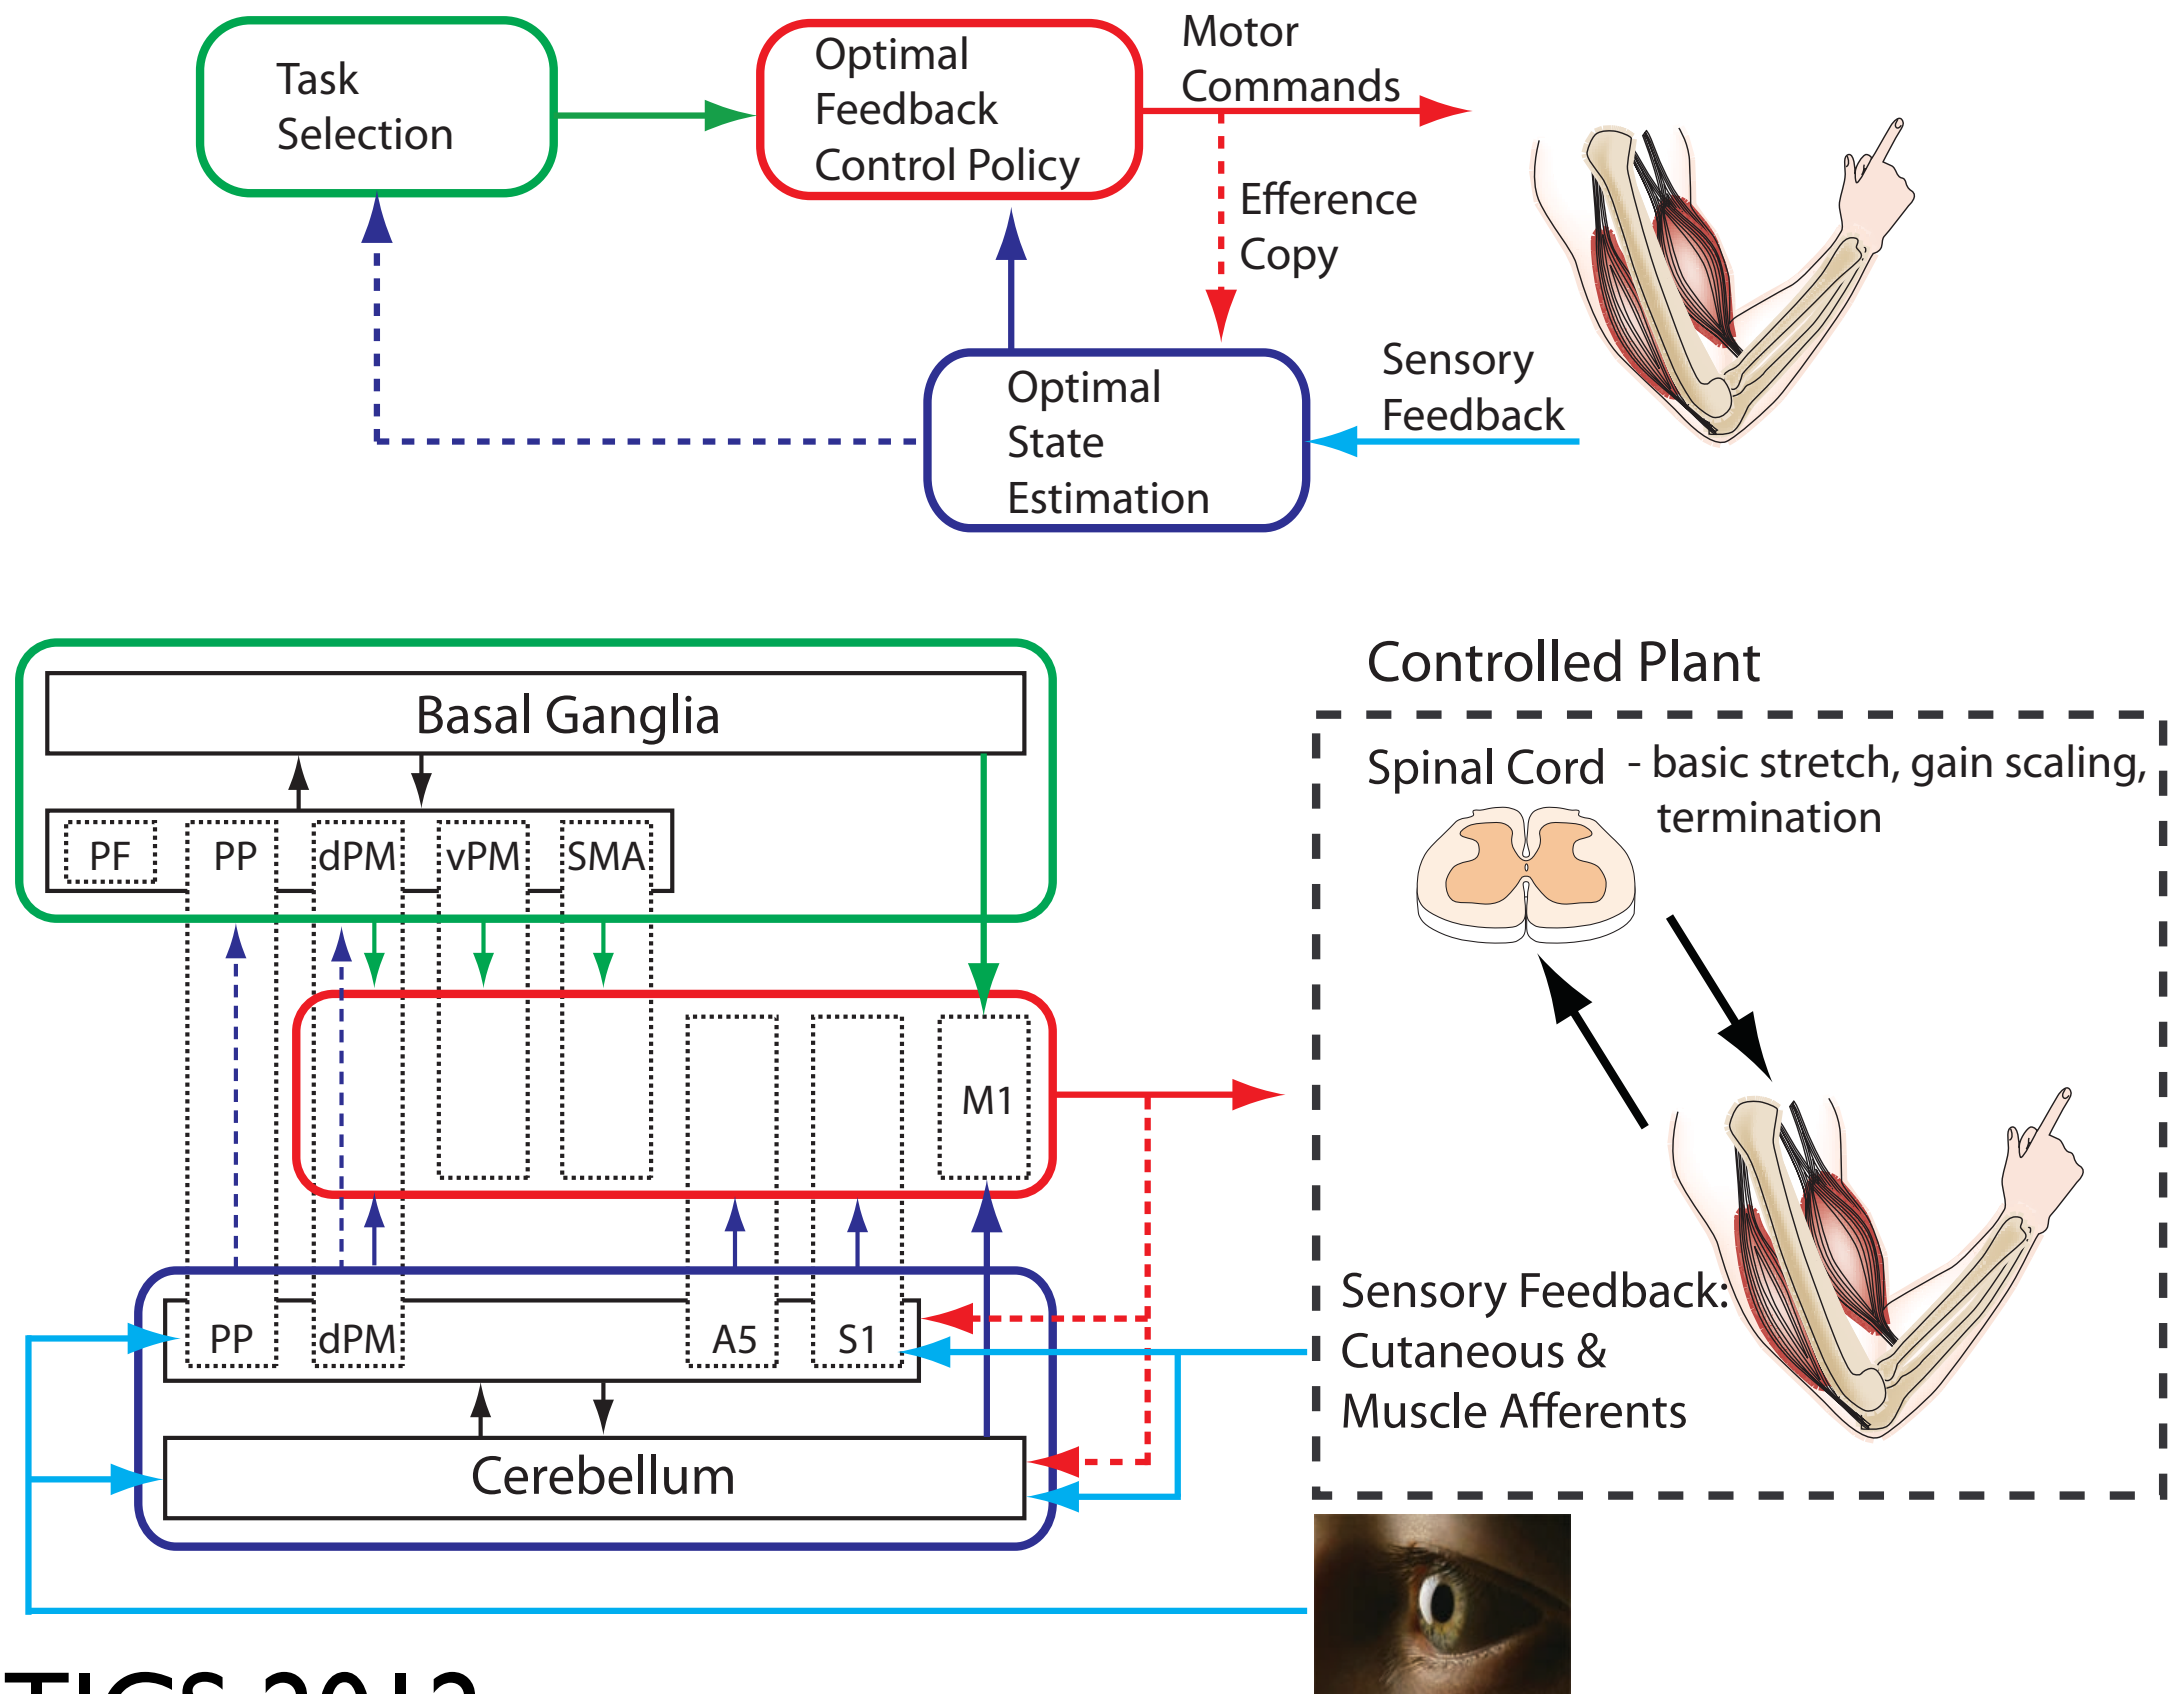 Task
Selection
Optimal
Feedback
Control Policy
Motor
Commands
Efference
Copy
Optimal
State
Estimation
Sensory
Feedback
Basal Ganglia
PF
PP
dPM
vPM
SMA
M1
PP
dPM
A5
S1
Cerebellum
Controlled Plant
Spinal Cord - basic stretch, gain scaling,
termination
Sensory Feedback:
Cutaneous &
Muscle Afferents
TICS 2012